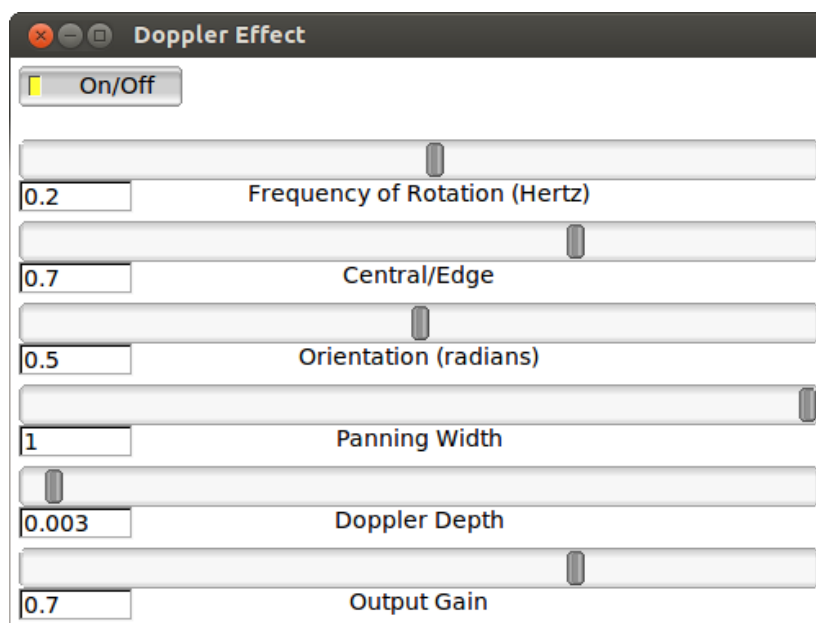 Doppler Effect
On/Off
0.2 Frequency of Rotation (Hertz)
0.7 Central/Edge
0.5 Orientation (radians)
1 Panning Width
0.003 Doppler Depth
0.7 Output Gain